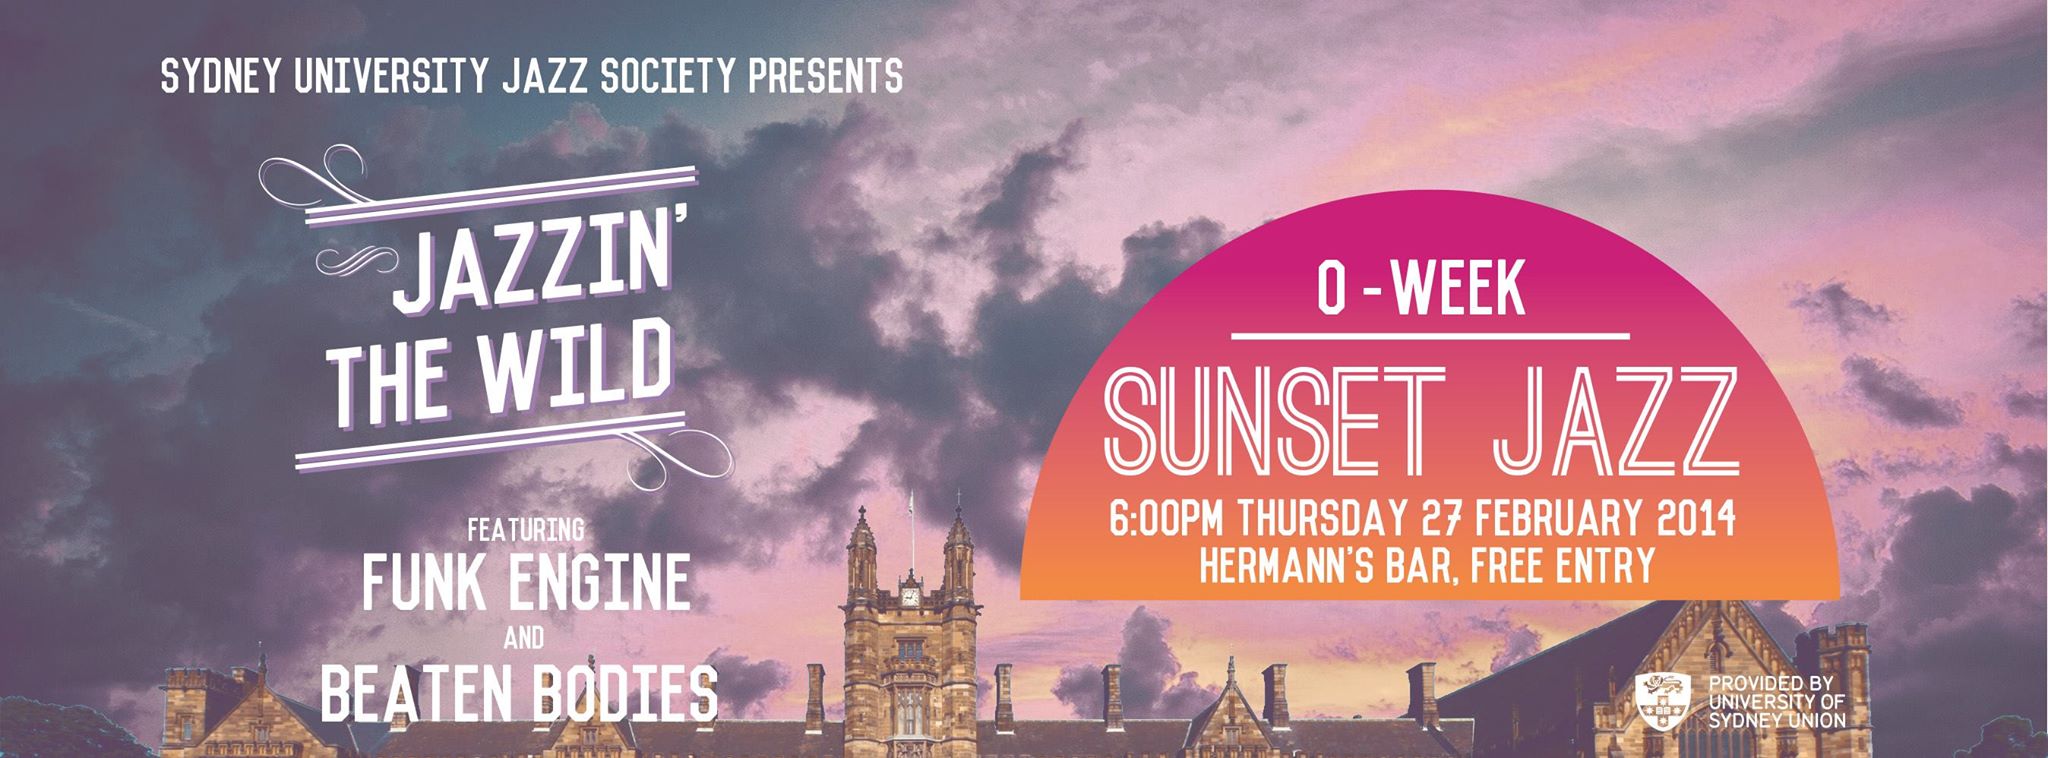 SYDNEY UNIVERSITY JAZZ SOCIETY PRESENTS
JAZZIN'
THE WILD
FEATURING
FUNK ENGINE
AND
BEATEN BODIES
O - WEEK
SUNSET JAZZ
6:00PM THURSDAY 27 FEBRUARY 2014
HERMANN'S BAR, FREE ENTRY
PROVIDED BY
UNIVERSITY OF
SYDNEY UNION